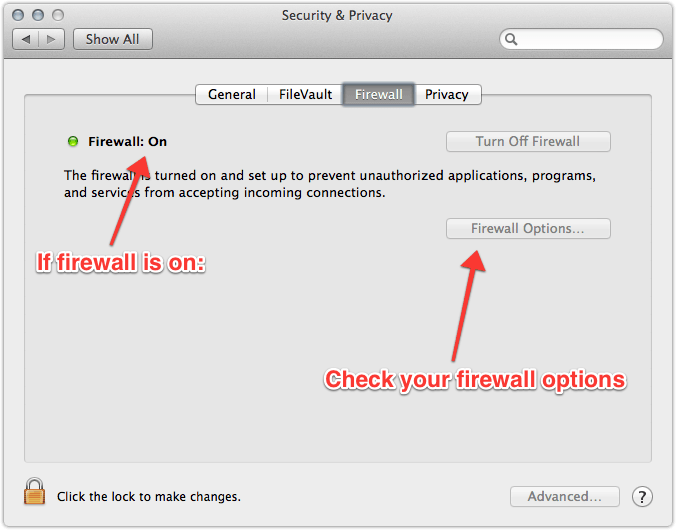 Security & Privacy
Show All
General FileVault Firewall Privacy
Firewall: On
Turn Off Firewall
The firewall is turned on and set up to prevent unauthorized applications, programs,
and services from accepting incoming connections.
Firewall Options...
If firewall is on:
Check your firewall options
Click the lock to make changes.
Advanced...
?